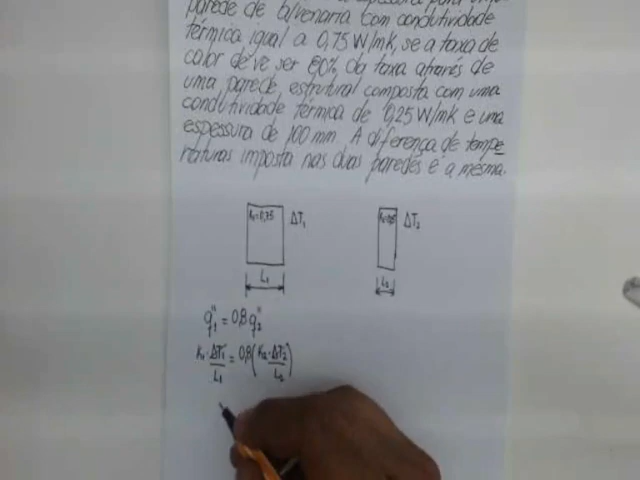 parede de alvenaria com condutividade
térmica igual a 0,75 W/mK, se a taxa de
calor deve ser 80% da taxa através de
uma parede estrutural composta com uma
condutividade térmica de 0,25 W/mK e uma
espessura de 100 mm. A diferença de tempe
raturas imposta nas duas paredes é a mesma.
K₁=0,75 ΔT₁
ΔT₂
L₁
L₂
q₁" = 0,8 q₂"
K₁·ΔT₁/L₁ = 0,8(K₂·ΔT₂/L₂)